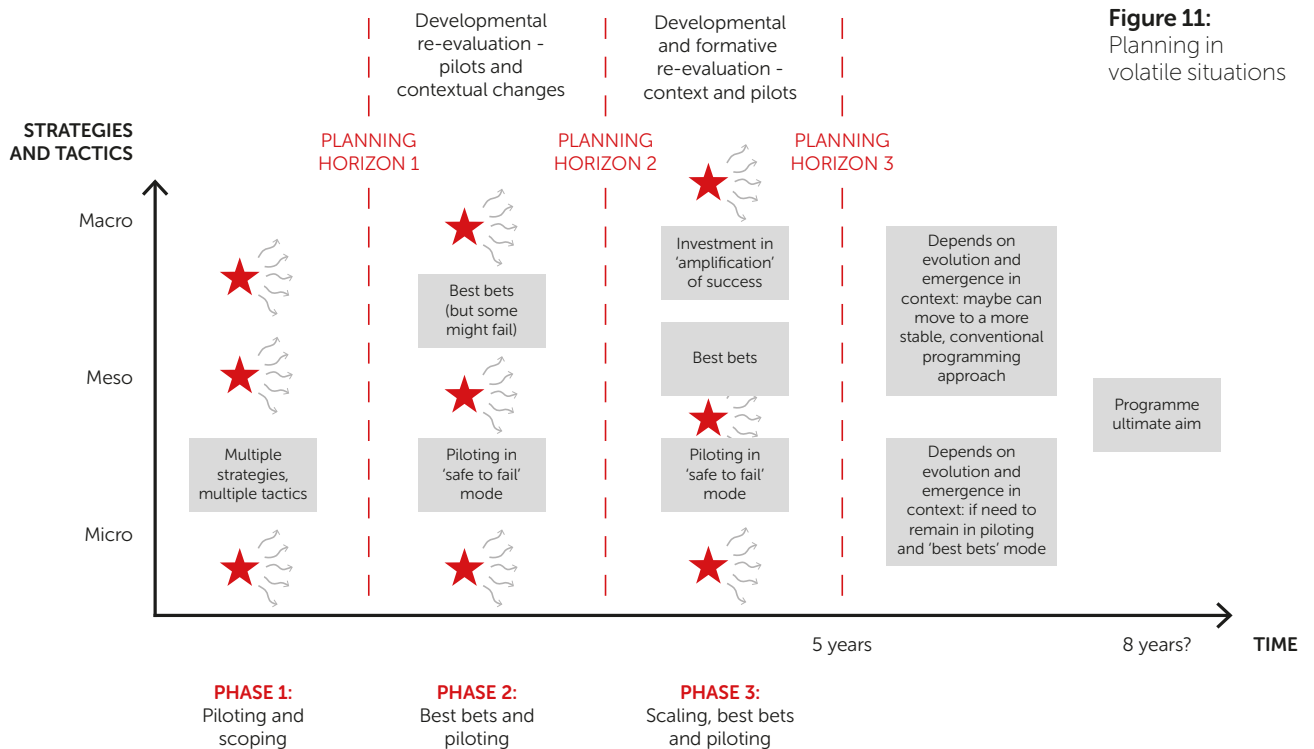 Figure 11:
Planning in
volatile situations
Developmental
re-evaluation -
pilots and
contextual changes
Developmental
and formative
re-evaluation -
context and pilots
STRATEGIES
AND TACTICS
PLANNING
HORIZON 1
PLANNING
HORIZON 2
PLANNING
HORIZON 3
Macro
Meso
Micro
Multiple
strategies,
multiple tactics
Best bets
(but some
might fail)
Piloting in
‘safe to fail’
mode
Investment in
‘amplification’
of success
Best bets
Piloting in
‘safe to fail’
mode
Depends on
evolution and
emergence in
context: maybe can
move to a more
stable, conventional
programming
approach
Depends on
evolution and
emergence in
context: if need to
remain in piloting
and ‘best bets’ mode
Programme
ultimate aim
5 years
8 years?
TIME
PHASE 1:
Piloting and
scoping
PHASE 2:
Best bets and
piloting
PHASE 3:
Scaling, best bets
and piloting